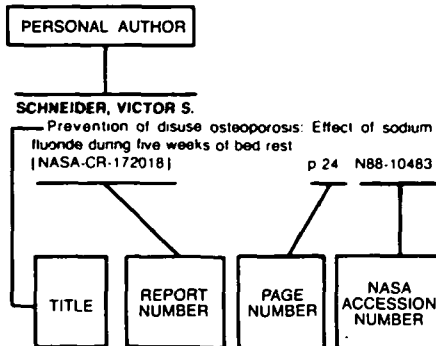 PERSONAL AUTHOR
SCHNEIDER, VICTOR S.
Prevention of disuse osteoporosis: Effect of sodium
fluoride during five weeks of bed rest
[NASA-CR-172018] p 24 N88-10483
TITLE
REPORT
NUMBER
PAGE
NUMBER
NASA
ACCESSION
NUMBER